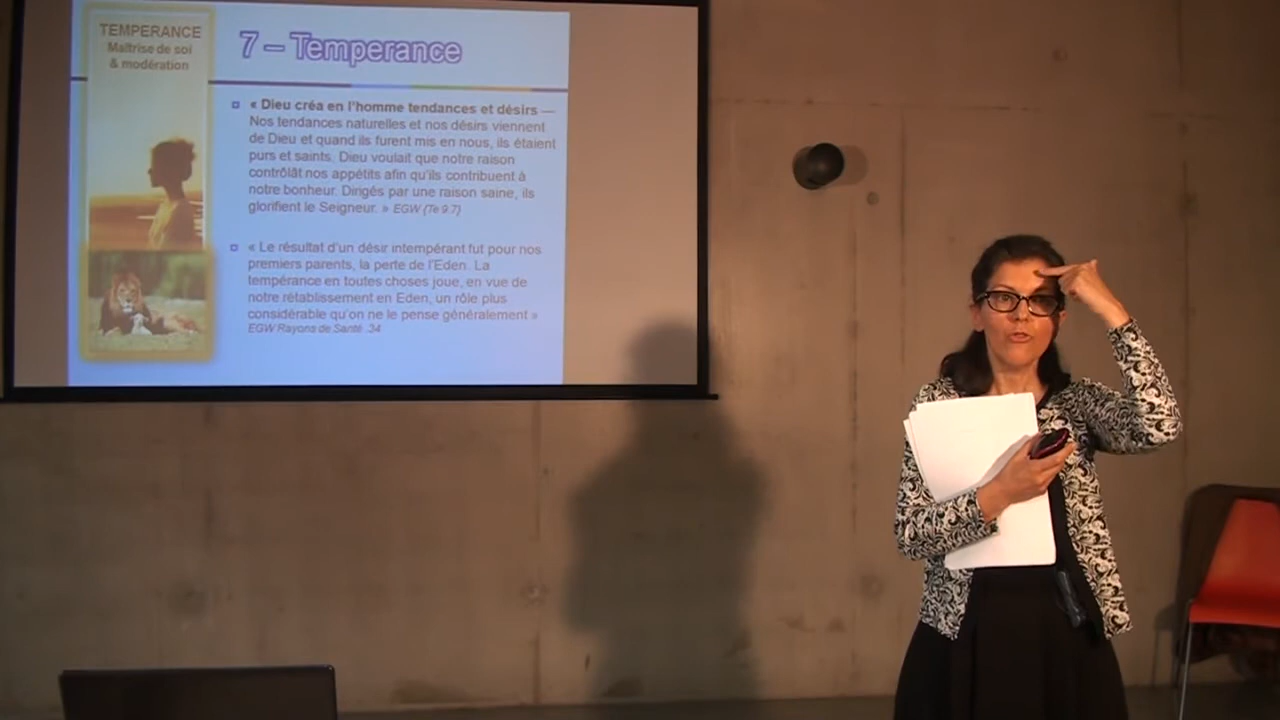 TEMPERANCE
Maîtrise de soi
& modération
7 – Temperance
« Dieu créa en l'homme tendances et désirs —
Nos tendances naturelles et nos désirs viennent
de Dieu et quand ils furent mis en nous, ils étaient
purs et saints. Dieu voulait que notre raison
contrôlât nos appétits afin qu'ils contribuent à
notre bonheur. Dirigés par une raison saine, ils
glorifient le Seigneur. » EGW (Te 9.7)
« Le résultat d'un désir intempérant fut pour nos
premiers parents, la perte de l'Eden. La
tempérance en toutes choses joue, en vue de
notre rétablissement en Eden, un rôle plus
considérable qu'on ne le pense généralement »
EGW Rayons de Santé .34